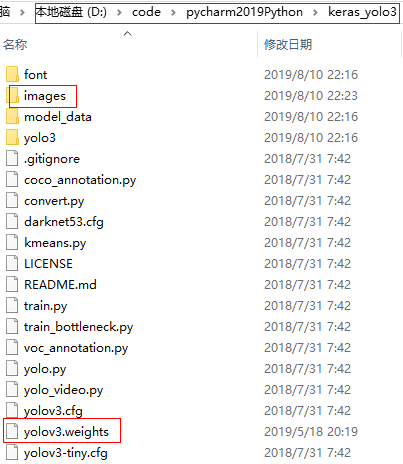 脑 > 本地磁盘 (D:) > code > pycharm2019Python > keras_yolo3
名称 修改日期
font 2019/8/10 22:16
images 2019/8/10 22:23
model_data 2019/8/10 22:16
yolo3 2019/8/10 22:16
.gitignore 2018/7/31 7:42
coco_annotation.py 2018/7/31 7:42
convert.py 2018/7/31 7:42
darknet53.cfg 2018/7/31 7:42
kmeans.py 2018/7/31 7:42
LICENSE 2018/7/31 7:42
README.md 2018/7/31 7:42
train.py 2018/7/31 7:42
train_bottleneck.py 2018/7/31 7:42
voc_annotation.py 2018/7/31 7:42
yolo.py 2018/7/31 7:42
yolo_video.py 2018/7/31 7:42
yolov3.cfg 2018/7/31 7:42
yolov3.weights 2019/5/18 20:19
yolov3-tiny.cfg 2018/7/31 7:42